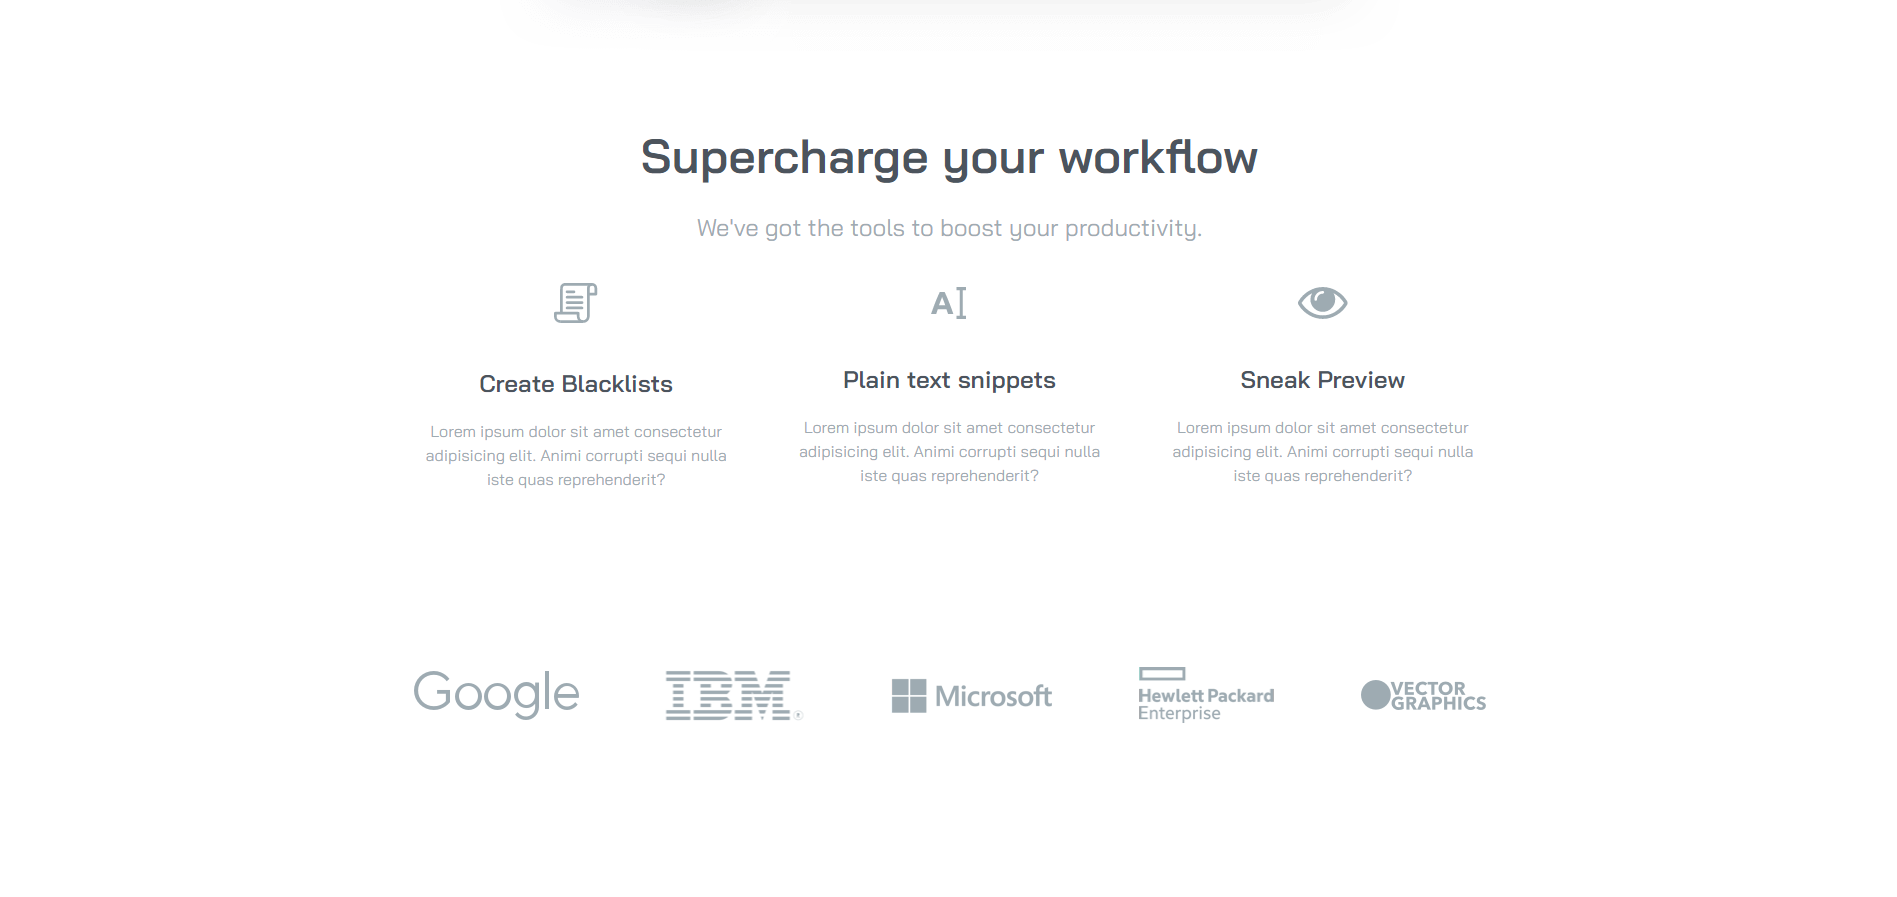 Supercharge your workflow
We've got the tools to boost your productivity.
A
Create Blacklists
Lorem ipsum dolor sit amet consectetur
adipisicing elit. Animi corrupti sequi nulla
iste quas reprehenderit?
Plain text snippets
Lorem ipsum dolor sit amet consectetur
adipisicing elit. Animi corrupti sequi nulla
iste quas reprehenderit?
Sneak Preview
Lorem ipsum dolor sit amet consectetur
adipisicing elit. Animi corrupti sequi nulla
iste quas reprehenderit?
Google
IBM
Microsoft
Hewlett Packard
Enterprise
VECTOR
GRAPHICS